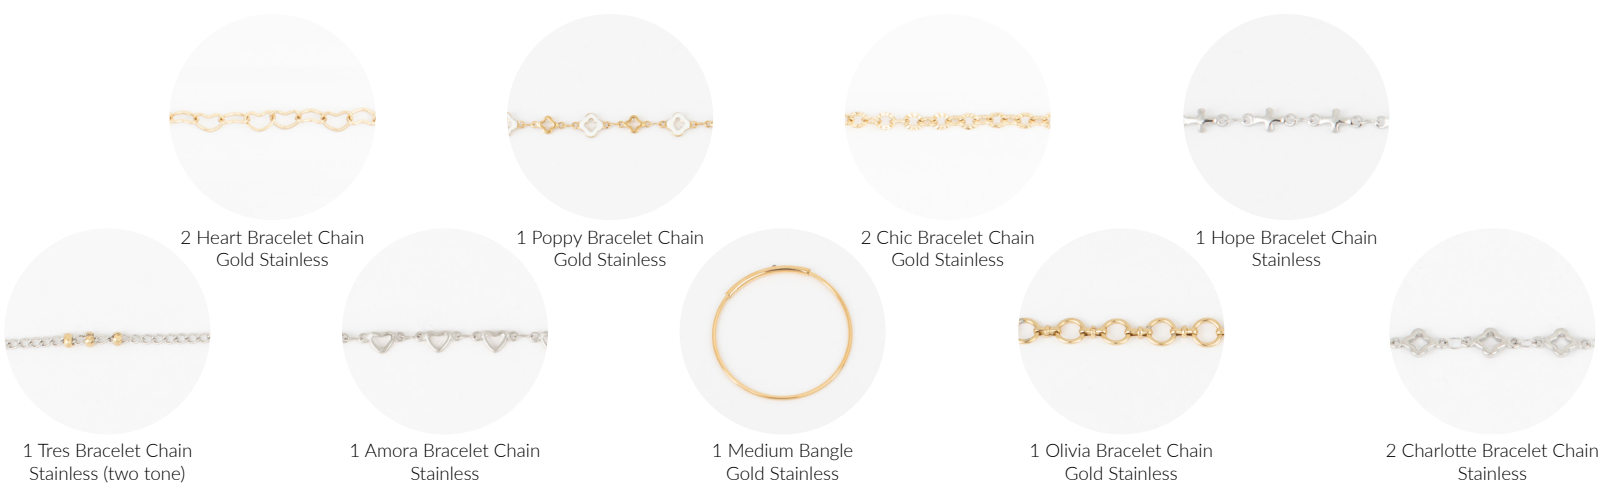 2 Heart Bracelet Chain
Gold Stainless
1 Poppy Bracelet Chain
Gold Stainless
2 Chic Bracelet Chain
Gold Stainless
1 Hope Bracelet Chain
Stainless
1 Tres Bracelet Chain
Stainless (two tone)
1 Amora Bracelet Chain
Stainless
1 Medium Bangle
Gold Stainless
1 Olivia Bracelet Chain
Gold Stainless
2 Charlotte Bracelet Chain
Stainless